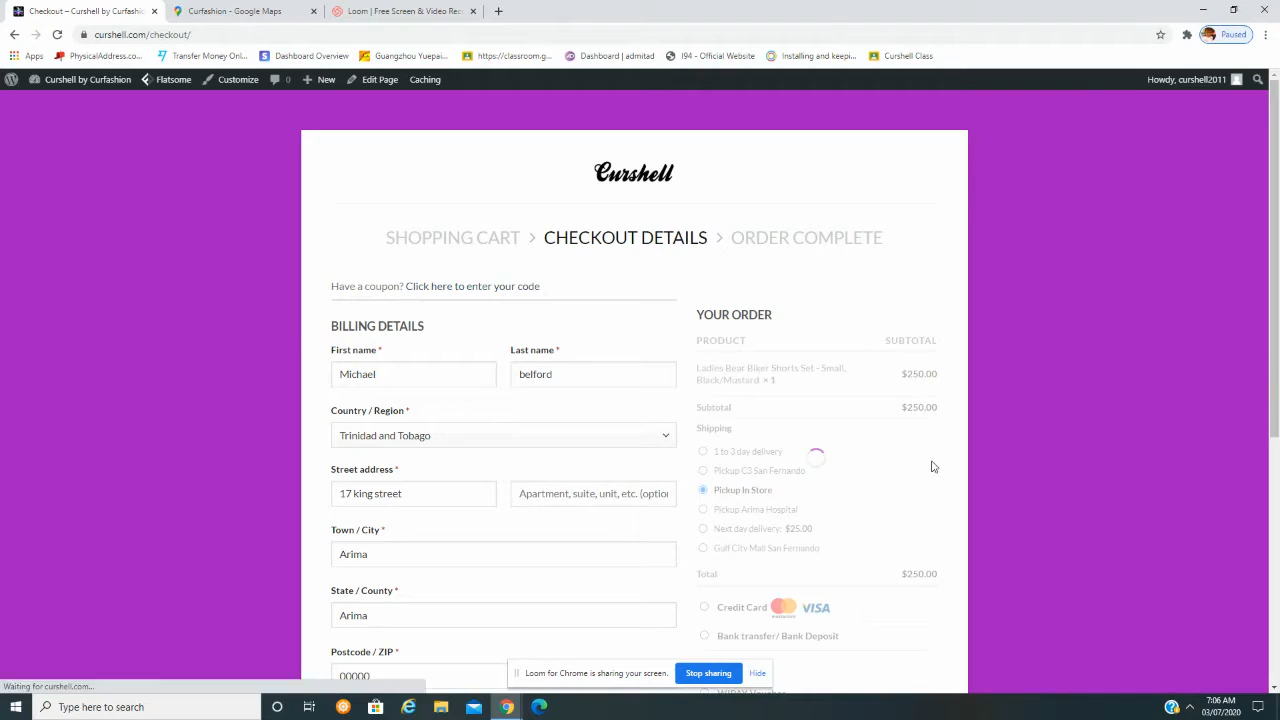 Checkout – Curshell by Curfashio
Curfashion - Google Maps
Loom | Free Screen & Video Rec
curshell.com/checkout/
Paused
Apps
PhysicalAddress.co...
Transfer Money Onl...
Dashboard Overview
Guangzhou Yuepai...
https://classroom.g...
Dashboard | admitad
I94 - Official Website
Installing and keepi...
Curshell Class
Curshell by Curfashion
Flatsome
Customize
0
New
Edit Page
Caching
Howdy, curshell2011
Curshell
SHOPPING CART > CHECKOUT DETAILS > ORDER COMPLETE
Have a coupon? Click here to enter your code
BILLING DETAILS
First name *
Last name *
Michael
belford
Country / Region *
Trinidad and Tobago
Street address *
17 king street
Apartment, suite, unit, etc. (option
Town / City *
Arima
State / County *
Arima
Postcode / ZIP *
00000
YOUR ORDER
PRODUCT
SUBTOTAL
Ladies Bear Biker Shorts Set - Small,
Black/Mustard × 1
$250.00
Subtotal
$250.00
Shipping
1 to 3 day delivery
Pickup C3 San Fernando
Pickup In Store
Pickup Arima Hospital
Next day delivery: $25.00
Gulf City Mall San Fernando
Total
$250.00
Credit Card
VISA
Bank transfer/ Bank Deposit
WIPAY Voucher
Loom for Chrome is sharing your screen.
Stop sharing
Hide
Waiting for curshell.com...
Type here to search
7:06 AM
03/07/2020